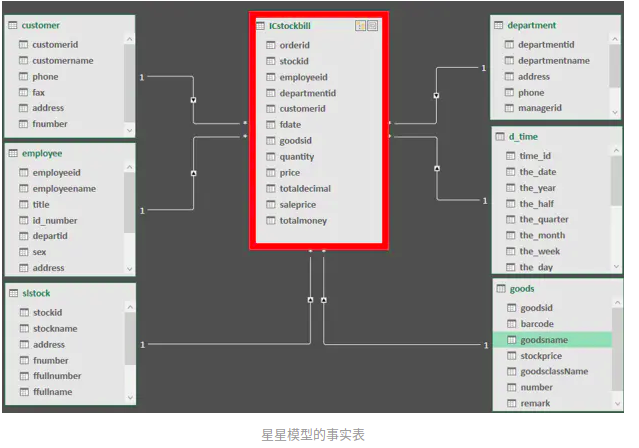 customer
customerid
customername
phone
fax
address
fnumber
employee
employeeid
employeename
title
id_number
departid
sex
address
slstock
stockid
stockname
address
fnumber
ffullnumber
ffullname
ICstockbill
orderid
stockid
employeeid
departmentid
customerid
fdate
goodsid
quantity
price
totaldecimal
saleprice
totalmoney
department
departmentid
departmentname
address
phone
managerid
d_time
time_id
the_date
the_year
the_half
the_quarter
the_month
the_week
the_day
goods
goodsid
barcode
goodsname
stockprice
goodsclassName
number
remark
1
1
1
1
1
1
*
*
*
*
*
*
星星模型的事实表